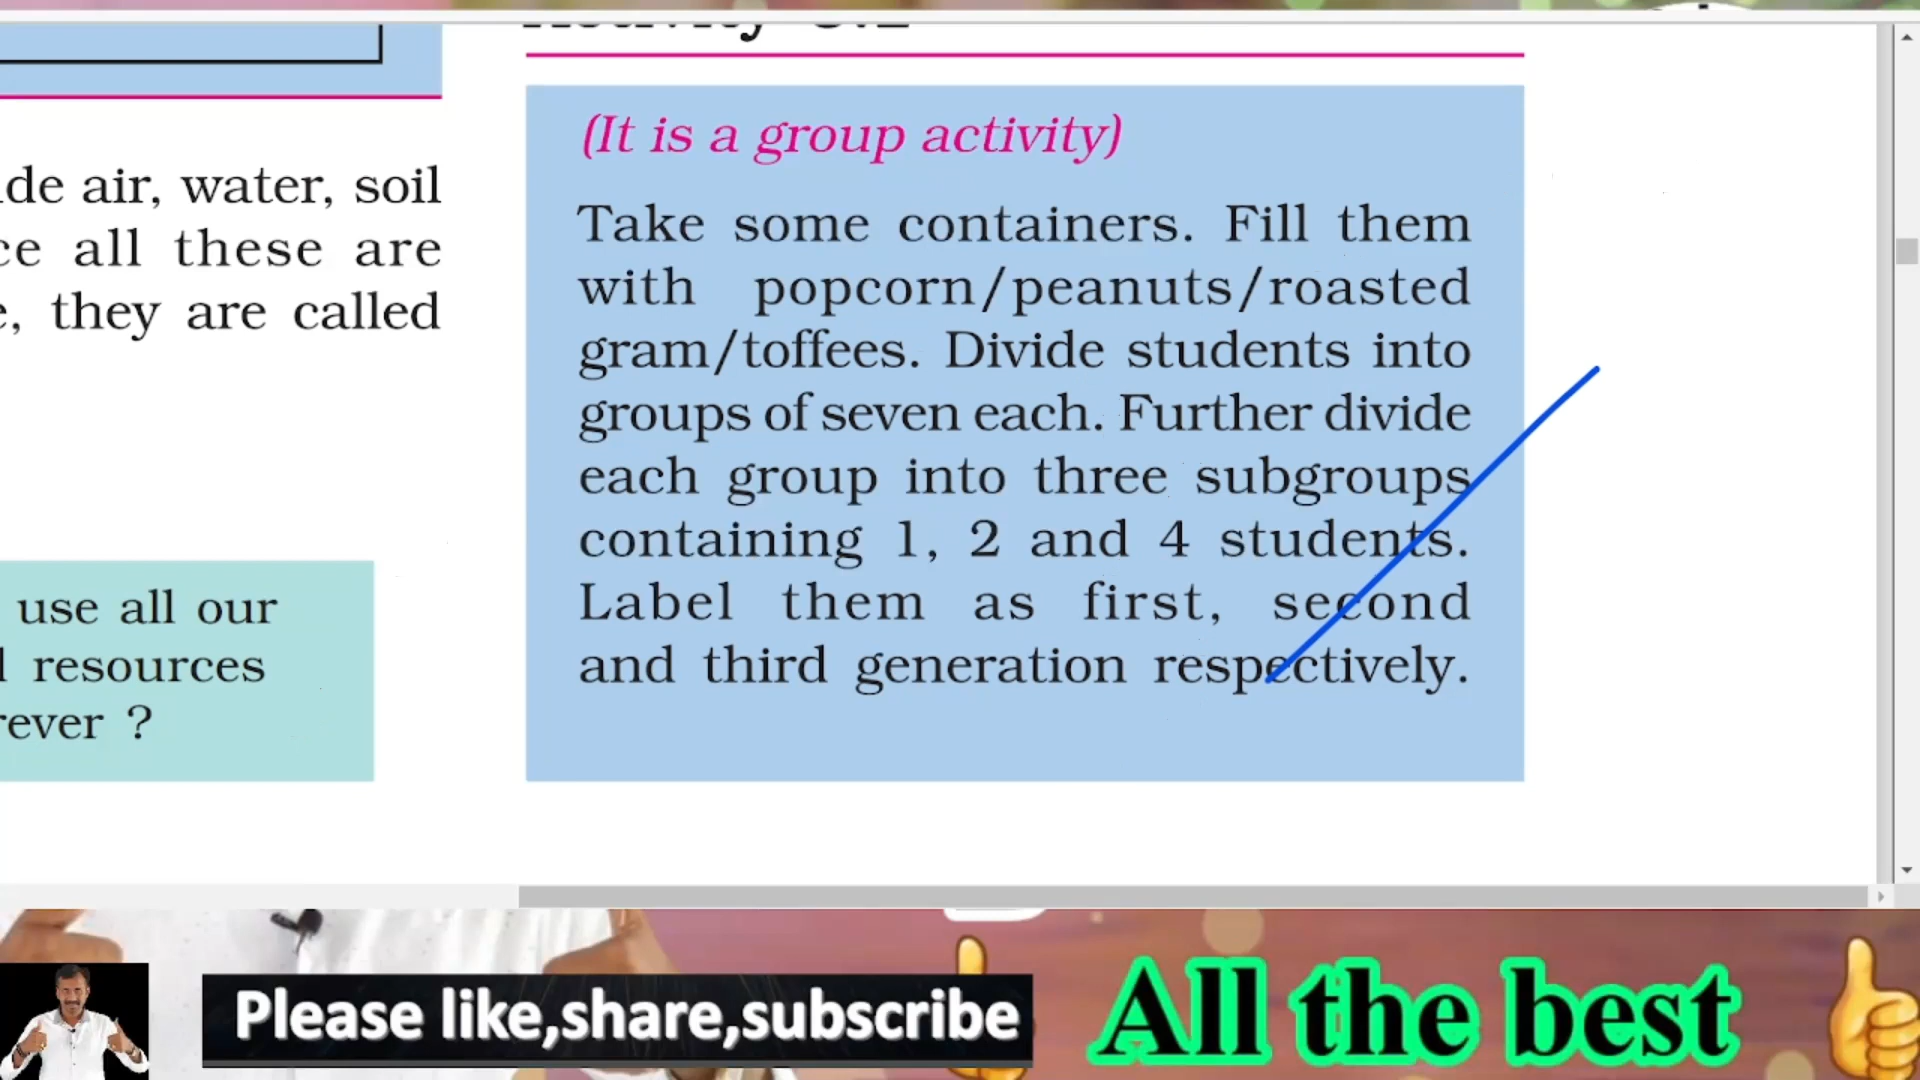 (It is a group activity)
Take some containers. Fill them
with popcorn/peanuts/roasted
gram/toffees. Divide students into
groups of seven each. Further divide
each group into three subgroups
containing 1, 2 and 4 students.
Label them as first, second
and third generation respectively.
air, water, soil
all these are
they are called
use all our
resources
?
Please like,share,subscribe
All the best